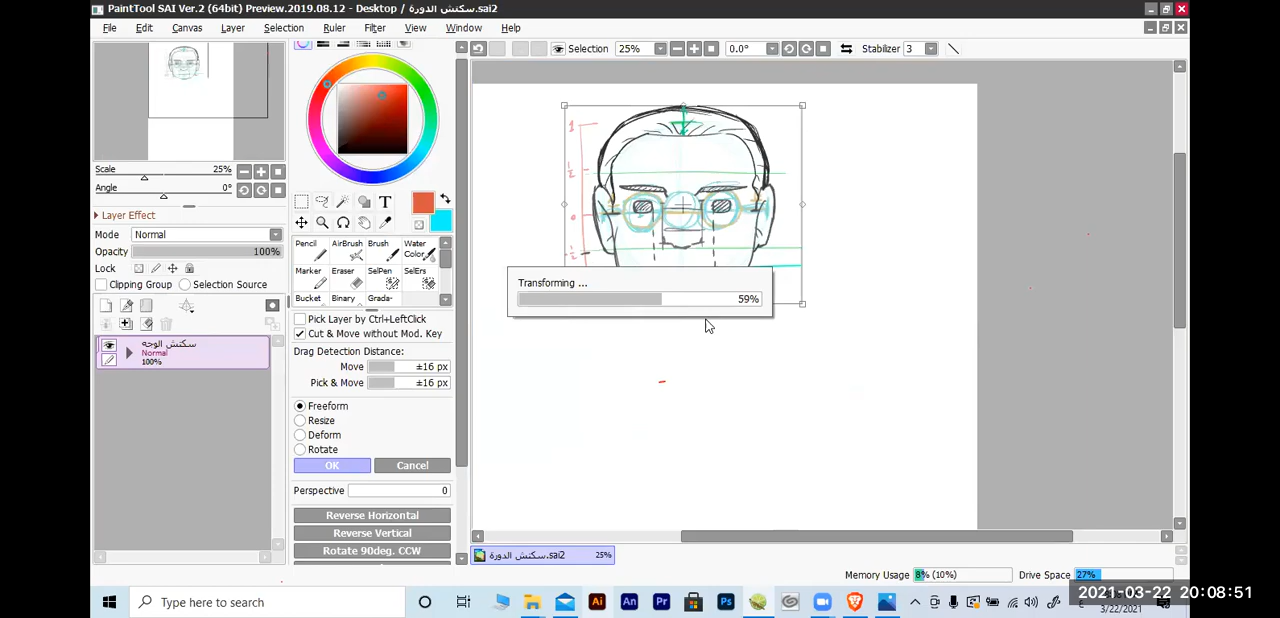 PaintTool SAI Ver.2 (64bit) Preview.2019.08.12 - Desktop / سكتش الدورة.sai2
File Edit Canvas Layer Selection Ruler Filter View Window Help
Selection 25% 0.0° Stabilizer 3
Scale 25%
Angle 0°
Layer Effect
Mode Normal
Opacity 100%
Lock
Clipping Group Selection Source
سكتش الوجه
Normal
100%
T
Pencil AirBrush Brush Water Color
Marker Eraser SelPen SelErs
Bucket Binary Grada-
Pick Layer by Ctrl+LeftClick
Cut & Move without Mod. Key
Drag Detection Distance:
Move ±16 px
Pick & Move ±16 px
Freeform
Resize
Deform
Rotate
OK Cancel
Perspective 0
Reverse Horizontal
Reverse Vertical
Rotate 90deg. CCW
Transforming ...
59%
سكتش الدورة.sai2 25%
Memory Usage 8% (10%) Drive Space 27%
Type here to search
Ai An Pr Ps
2021-03-22 20:08:51
3/22/2021